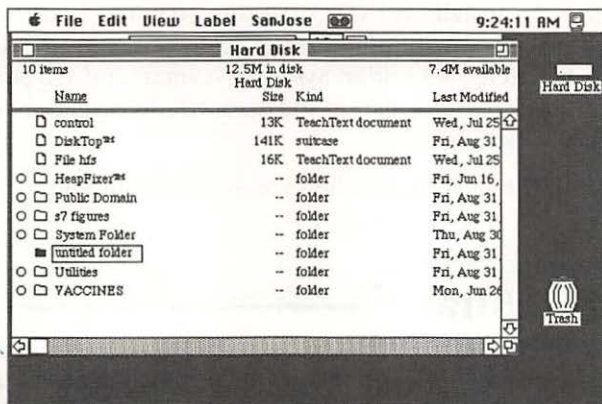 File Edit View Label SanJose 9:24:11 AM
Hard Disk
10 items 12.5M in disk 7.4M available
Hard Disk
Name Size Kind Last Modified
control 13K TeachText document Wed, Jul 25
DiskTop™ 141K suitcase Fri, Aug 31,
File hfs 16K TeachText document Wed, Jul 25
HeapFixer™ -- folder Fri, Jun 16,
Public Domain -- folder Fri, Aug 31,
s7 figures -- folder Fri, Aug 31,
System Folder -- folder Thu, Aug 30
untitled folder -- folder Fri, Aug 31,
Utilities -- folder Fri, Aug 31,
VACCINES -- folder Mon, Jun 26
Hard Disk
Trash